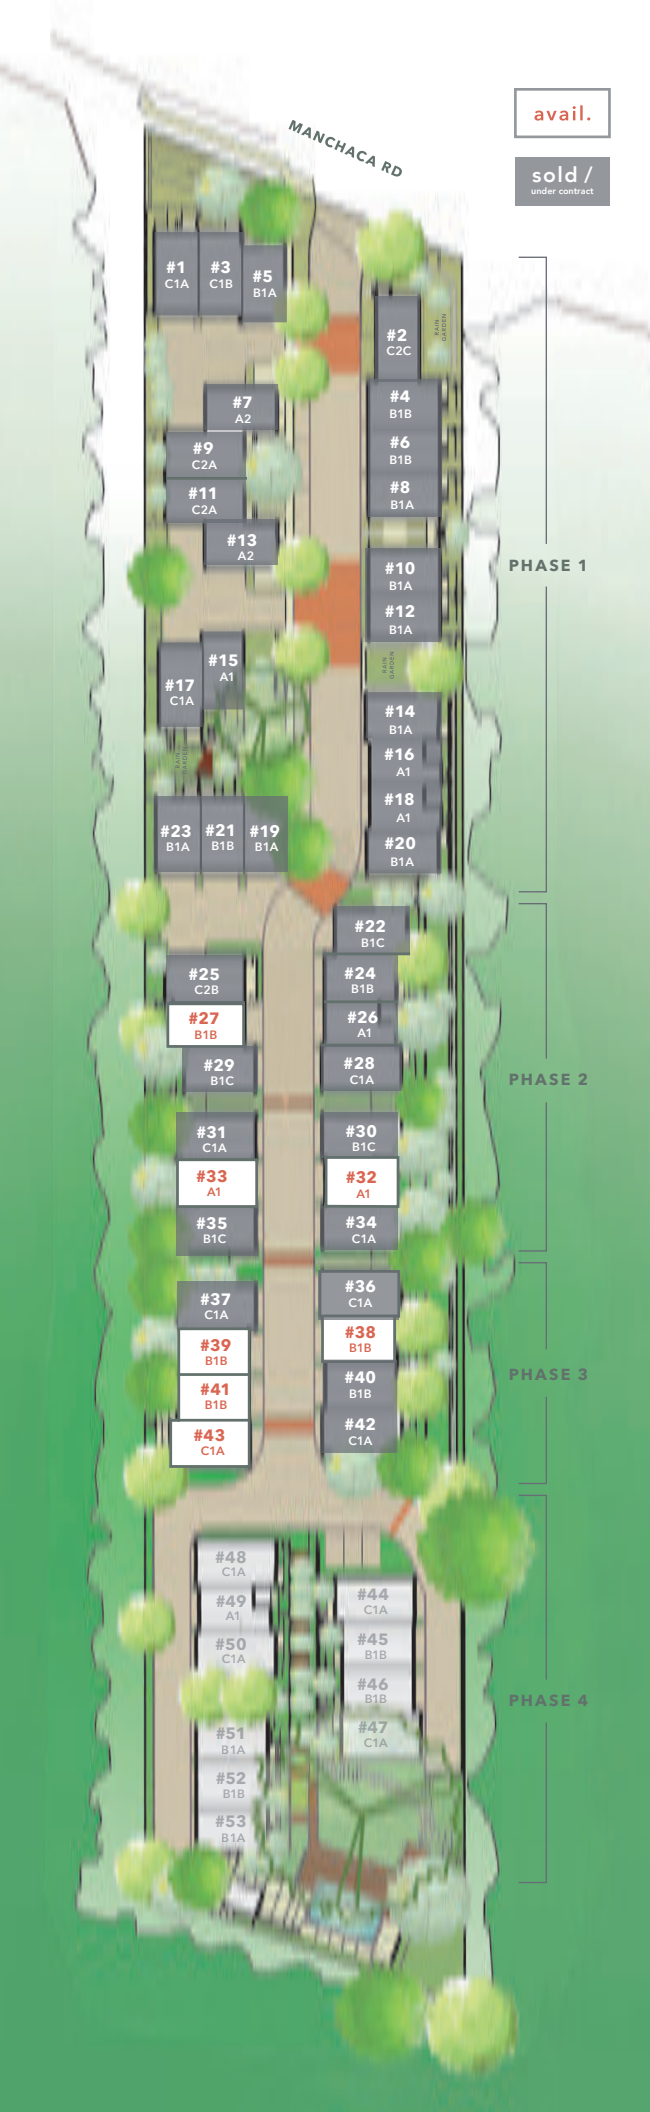 MANCHACA RD
avail.
sold /
under contract
#1
C1A
#3
C1B
#5
B1A
RAIN
GARDEN
#2
C2C
#4
B1B
#6
B1B
#8
B1A
#7
A2
#9
C2A
#11
C2A
#13
A2
#10
B1A
#12
B1A
PHASE 1
RAIN
GARDEN
#15
A1
#17
C1A
#14
B1A
#16
A1
#18
A1
#20
B1A
RAIN
GARDEN
#23
B1A
#21
B1B
#19
B1A
#22
B1C
#24
B1B
#26
A1
#28
C1A
#25
C2B
#27
B1B
#29
B1C
PHASE 2
#31
C1A
#33
A1
#35
B1C
#30
B1C
#32
A1
#34
C1A
#37
C1A
#39
B1B
#41
B1B
#43
C1A
#36
C1A
#38
B1B
#40
B1B
#42
C1A
PHASE 3
#48
C1A
#49
A1
#50
C1A
#51
B1A
#52
B1B
#53
B1A
#44
C1A
#45
B1B
#46
B1B
#47
C1A
PHASE 4